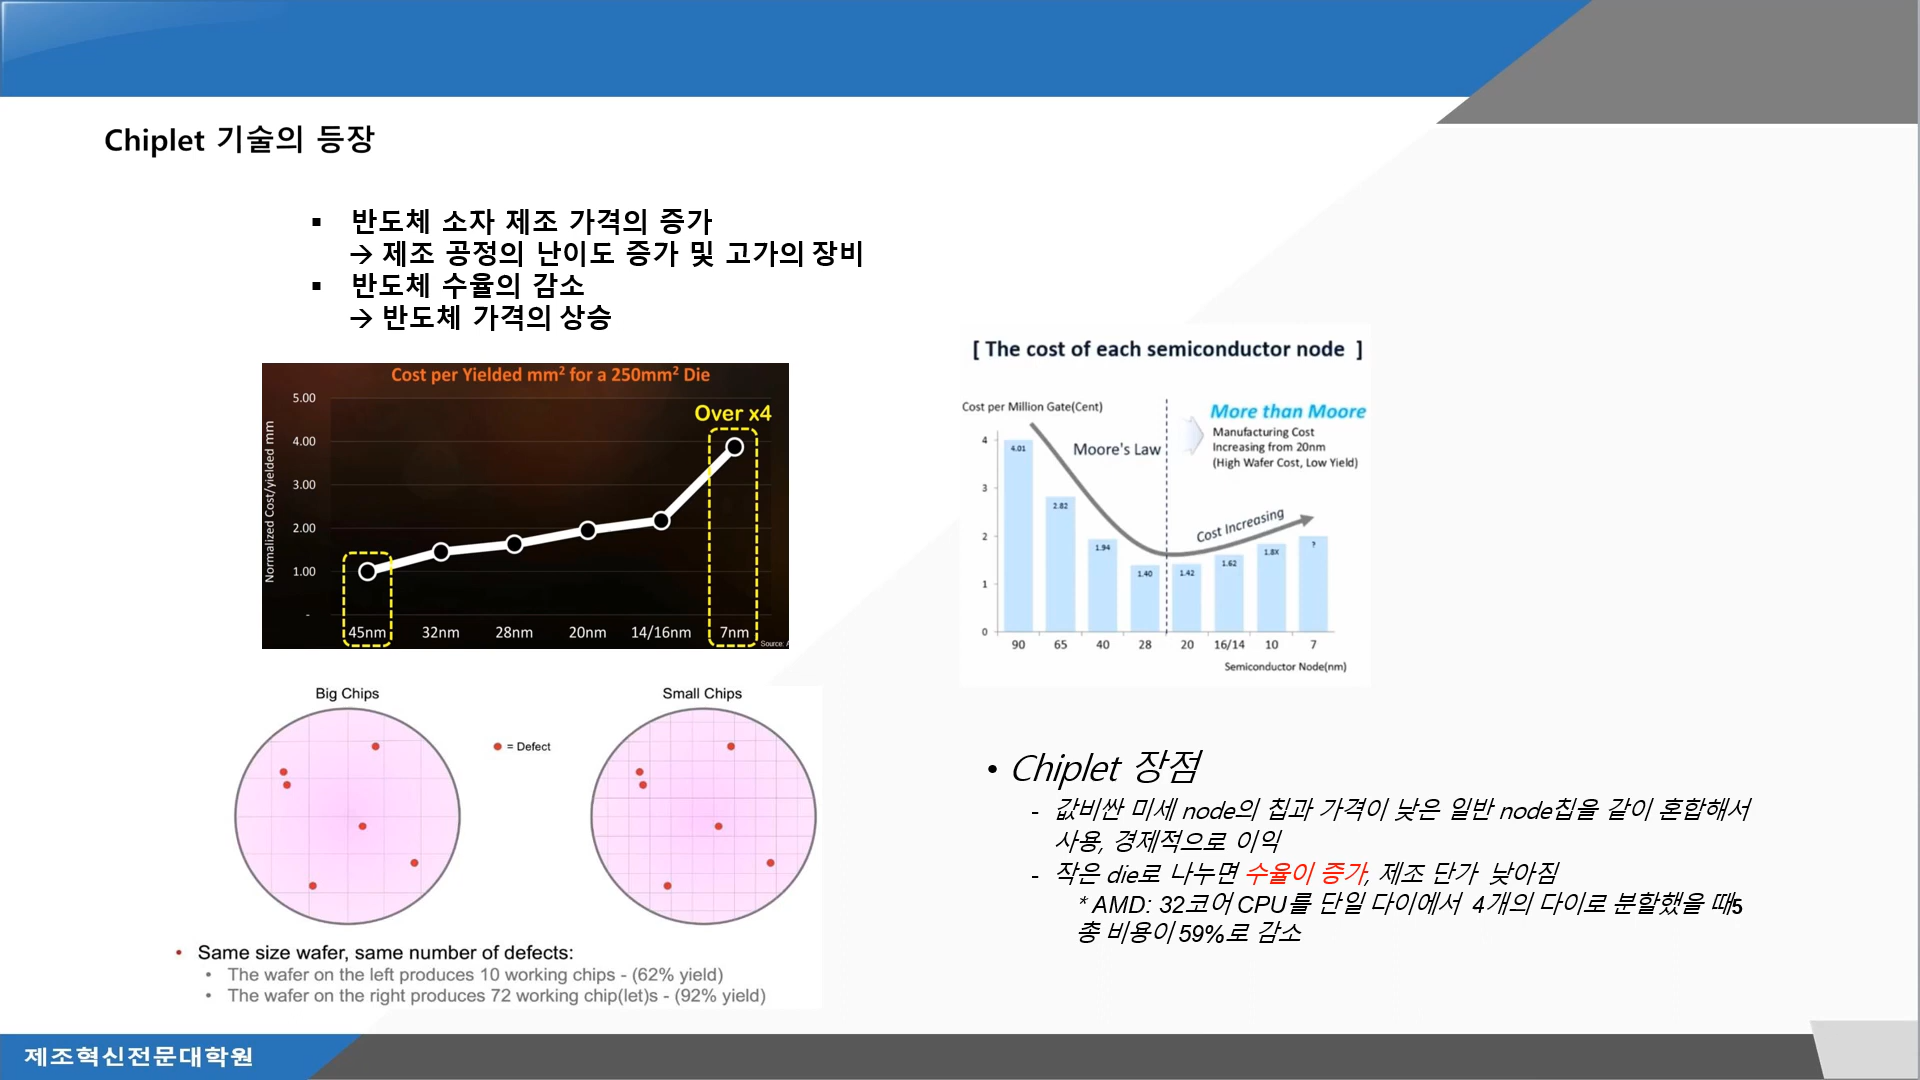 Chiplet 기술의 등장
▪ 반도체 소자 제조 가격의 증가
→ 제조 공정의 난이도 증가 및 고가의 장비
▪ 반도체 수율의 감소
→ 반도체 가격의 상승
Cost per Yielded mm² for a 250mm² Die
Over x4
Normalized Cost/yielded mm
5.00
4.00
3.00
2.00
1.00
-
45nm 32nm 28nm 20nm 14/16nm 7nm
Source:
[ The cost of each semiconductor node ]
Cost per Million Gate(Cent)
More than Moore
Manufacturing Cost
Increasing from 20nm
(High Wafer Cost, Low Yield)
Moore's Law
Cost Increasing
4
3
2
1
0
4.01 2.82 1.94 1.40 1.42 1.62 1.8X ?
90 65 40 28 20 16/14 10 7
Semiconductor Node(nm)
Big Chips
= Defect
Small Chips
• Same size wafer, same number of defects:
• The wafer on the left produces 10 working chips - (62% yield)
• The wafer on the right produces 72 working chip(let)s - (92% yield)
• Chiplet 장점
- 값비싼 미세 node의 칩과 가격이 낮은 일반 node칩을 같이 혼합해서
사용, 경제적으로 이익
- 작은 die로 나누면 수율이 증가, 제조 단가 낮아짐
* AMD: 32코어 CPU를 단일 다이에서 4개의 다이로 분할했을 때5
총 비용이 59%로 감소
제조혁신전문대학원